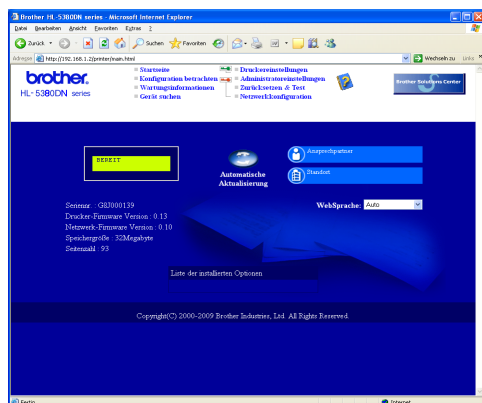 Brother HL-5380DN series - Microsoft Internet Explorer
Datei Bearbeiten Ansicht Favoriten Extras ?
Zurück Suchen Favoriten
Adresse http://192.168.1.2/printer/main.html Wechseln zu Links
brother.
HL-5380DN series
Startseite
Konfiguration betrachten
Wartungsinformationen
Gerät suchen
Druckereinstellungen
Administratoreinstellungen
Zurücksetzen & Test
Netzwerkkonfiguration
Brother Solutions Center
BEREIT
Automatische
Aktualisierung
Ansprechpartner
Standort
Seriennr. : G8J000139
Drucker-Firmware Version : 0.13
Netzwerk-Firmware Version : 0.10
Speichergröße : 32Megabyte
Seitenzahl : 93
WebSprache: Auto
Liste der installierten Optionen
Copyright(C) 2000-2009 Brother Industries, Ltd. All Rights Reserved.
Fertig Internet